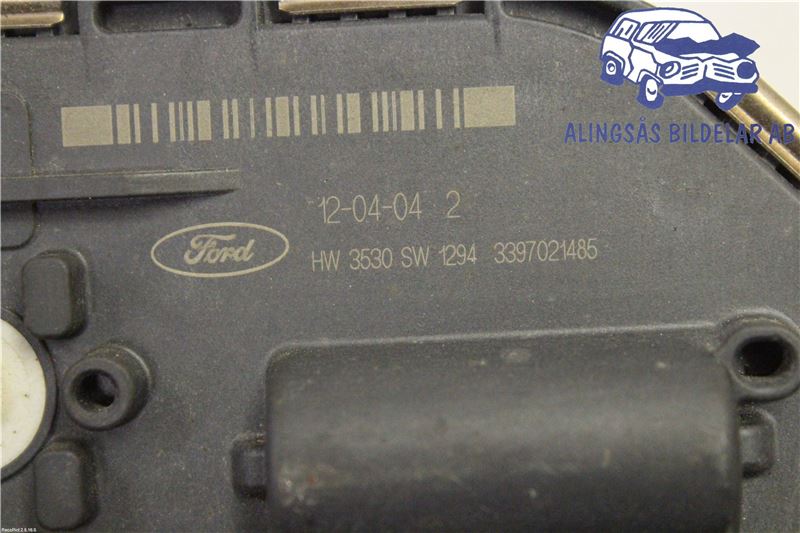 ALINGSÅS BILDELAR AB
12-04-04 2
Ford
HW 3530 SW 1294 3397021485